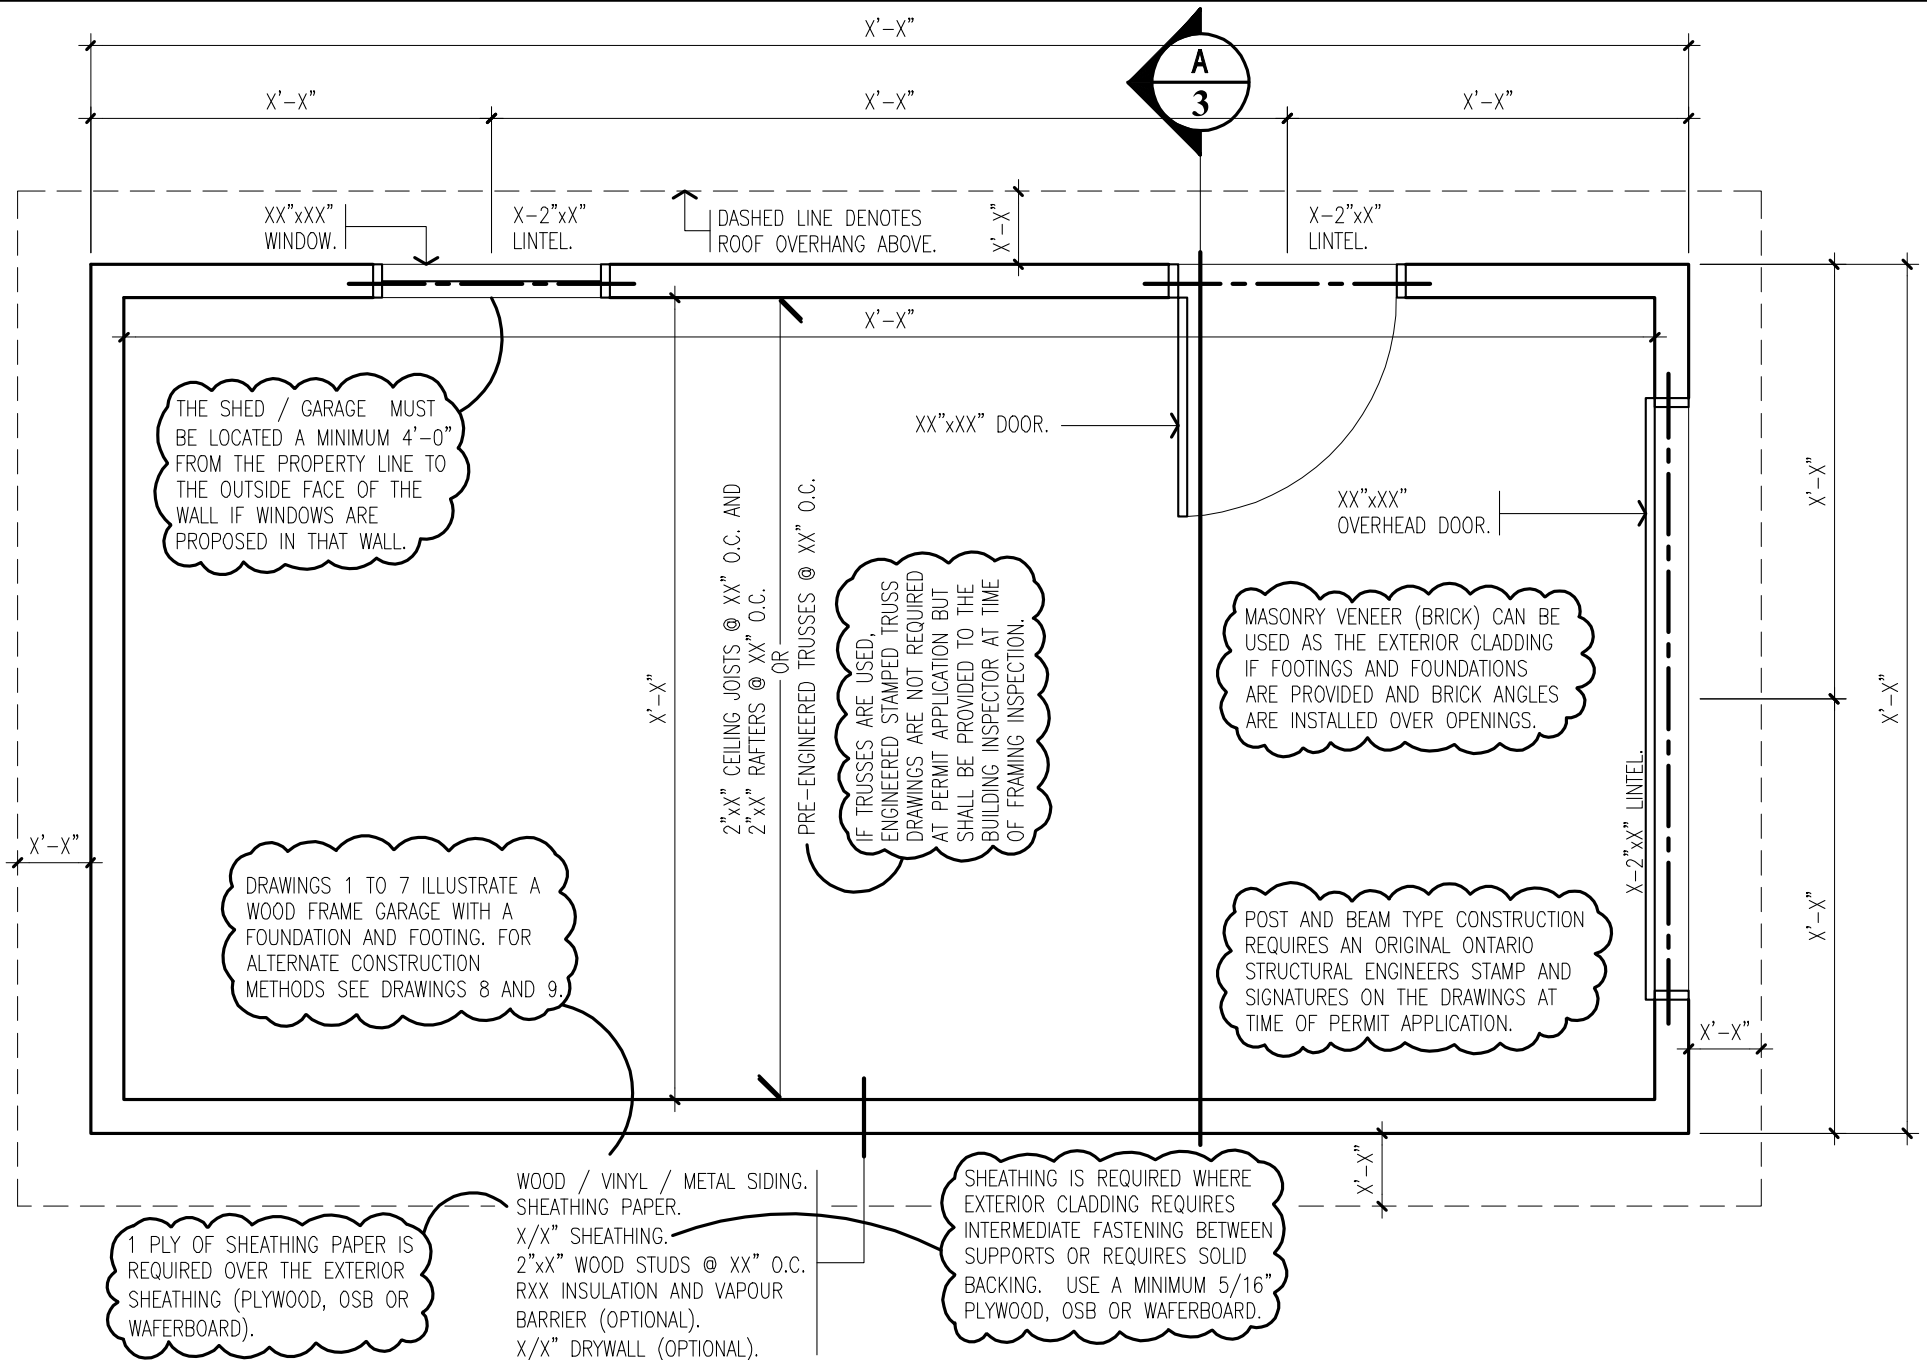 X'-X"
A
3
X'-X"
X'-X"
X'-X"
XX"xXX"
WINDOW.
X-2"xX"
LINTEL.
DASHED LINE DENOTES
ROOF OVERHANG ABOVE.
X'-X"
X-2"xX"
LINTEL.
X'-X"
THE SHED / GARAGE MUST
BE LOCATED A MINIMUM 4'-0"
FROM THE PROPERTY LINE TO
THE OUTSIDE FACE OF THE
WALL IF WINDOWS ARE
PROPOSED IN THAT WALL.
XX"xXX" DOOR.
XX"xXX"
OVERHEAD DOOR.
X'-X"
X'-X"
X'-X"
2"xX" CEILING JOISTS @ XX" O.C. AND
2"xX" RAFTERS @ XX" O.C.
OR
PRE-ENGINEERED TRUSSES @ XX" O.C.
IF TRUSSES ARE USED,
ENGINEERED STAMPED TRUSS
DRAWINGS ARE NOT REQUIRED
AT PERMIT APPLICATION BUT
SHALL BE PROVIDED TO THE
BUILDING INSPECTOR AT TIME
OF FRAMING INSPECTION.
MASONRY VENEER (BRICK) CAN BE
USED AS THE EXTERIOR CLADDING
IF FOOTINGS AND FOUNDATIONS
ARE PROVIDED AND BRICK ANGLES
ARE INSTALLED OVER OPENINGS.
X-2"xX" LINTEL.
X'-X"
X'-X"
DRAWINGS 1 TO 7 ILLUSTRATE A
WOOD FRAME GARAGE WITH A
FOUNDATION AND FOOTING. FOR
ALTERNATE CONSTRUCTION
METHODS SEE DRAWINGS 8 AND 9.
POST AND BEAM TYPE CONSTRUCTION
REQUIRES AN ORIGINAL ONTARIO
STRUCTURAL ENGINEERS STAMP AND
SIGNATURES ON THE DRAWINGS AT
TIME OF PERMIT APPLICATION.
X'-X"
X'-X"
1 PLY OF SHEATHING PAPER IS
REQUIRED OVER THE EXTERIOR
SHEATHING (PLYWOOD, OSB OR
WAFERBOARD).
WOOD / VINYL / METAL SIDING.
SHEATHING PAPER.
X/X" SHEATHING.
2"xX" WOOD STUDS @ XX" O.C.
RXX INSULATION AND VAPOUR
BARRIER (OPTIONAL).
X/X" DRYWALL (OPTIONAL).
SHEATHING IS REQUIRED WHERE
EXTERIOR CLADDING REQUIRES
INTERMEDIATE FASTENING BETWEEN
SUPPORTS OR REQUIRES SOLID
BACKING. USE A MINIMUM 5/16"
PLYWOOD, OSB OR WAFERBOARD.